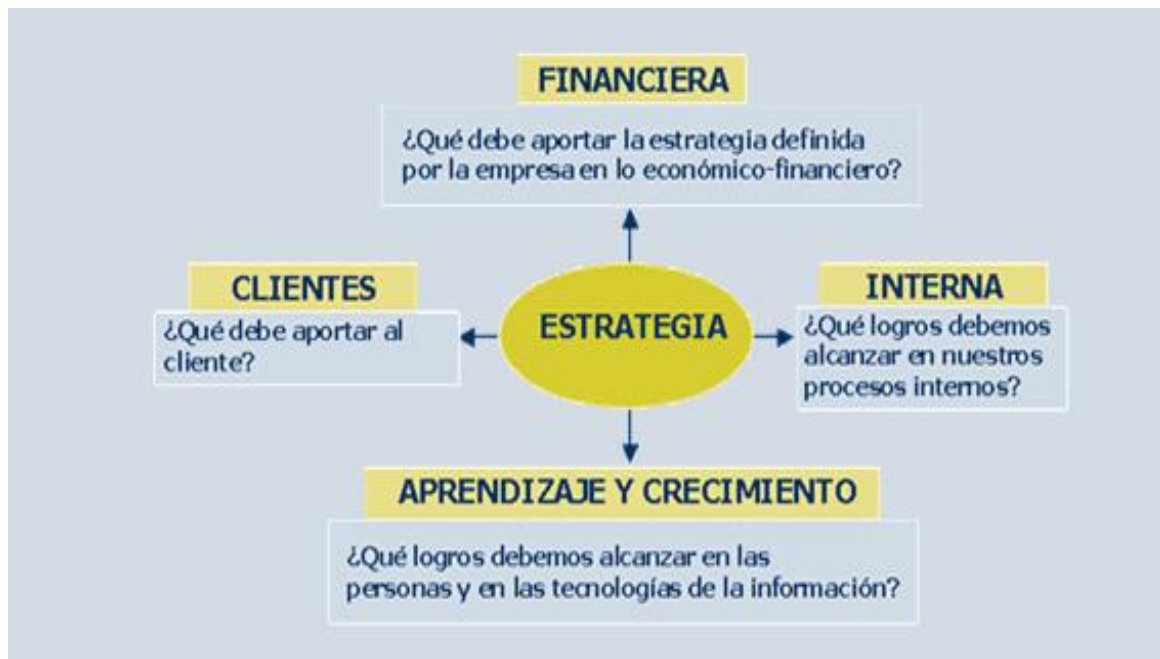 FINANCIERA
¿Qué debe aportar la estrategia definida
por la empresa en lo económico-financiero?
CLIENTES
¿Qué debe aportar al
cliente?
ESTRATEGIA
INTERNA
¿Qué logros debemos
alcanzar en nuestros
procesos internos?
APRENDIZAJE Y CRECIMIENTO
¿Qué logros debemos alcanzar en las
personas y en las tecnologías de la información?